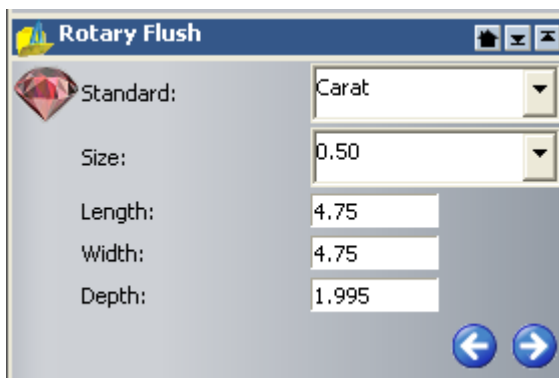 Rotary Flush
Standard: Carat
Size: 0.50
Length: 4.75
Width: 4.75
Depth: 1.995